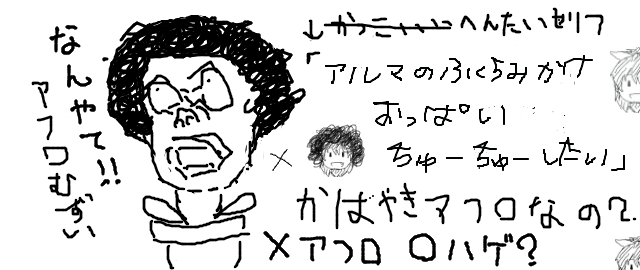 なんやて!!
アフロむずい
↓かっこいいへんたいセリフ
「アルマのふくらみかけ
おっぱい
ちゅーちゅーしたい」
かはやきアフロなの?
×アフロ ロハゲ?